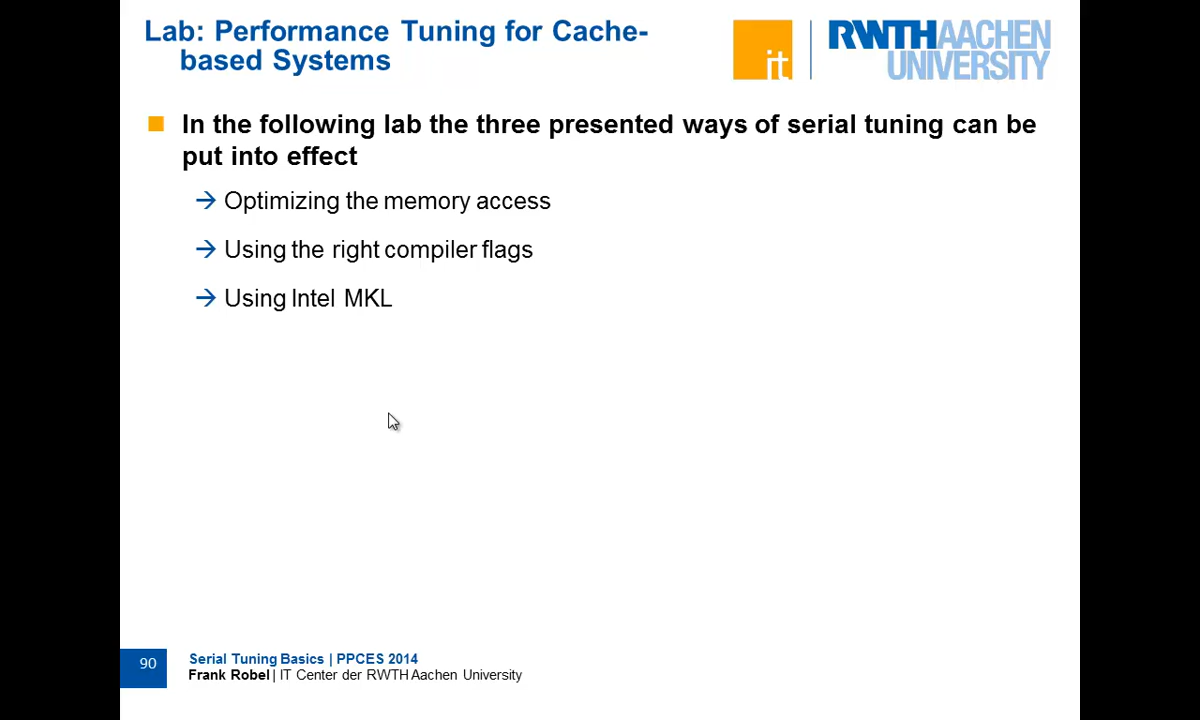 Lab: Performance Tuning for Cache-
based Systems
it
RWTHAACHEN
UNIVERSITY
In the following lab the three presented ways of serial tuning can be
put into effect
→ Optimizing the memory access
→ Using the right compiler flags
→ Using Intel MKL
90
Serial Tuning Basics | PPCES 2014
Frank Robel | IT Center der RWTH Aachen University